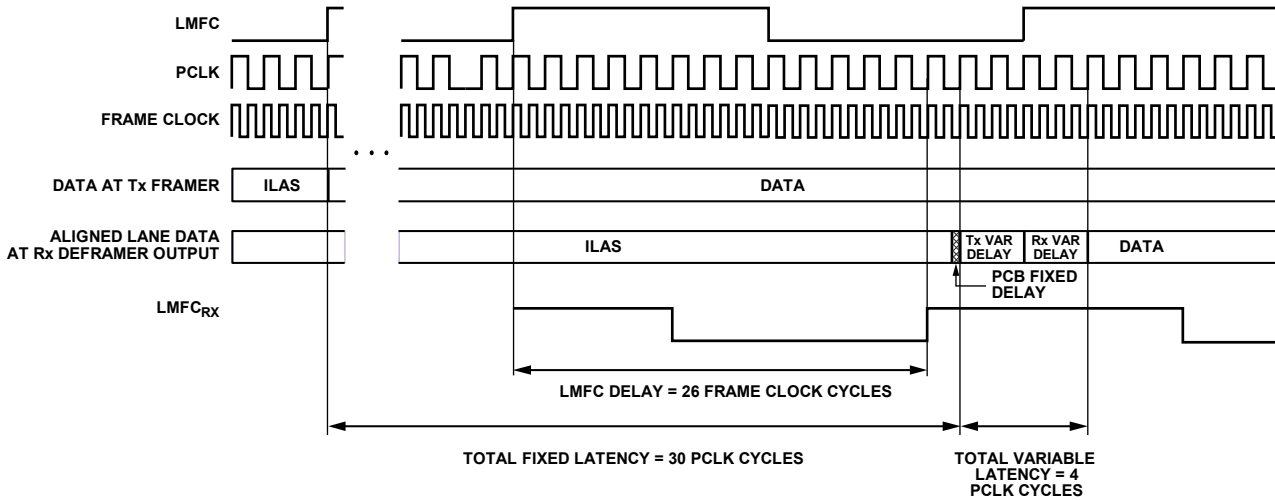 LMFC
PCLK
FRAME CLOCK
• • •
DATA AT Tx FRAMER
ILAS
DATA
ALIGNED LANE DATA
AT Rx DEFRAMER OUTPUT
ILAS
Tx VAR
DELAY
Rx VAR
DELAY
DATA
PCB FIXED
DELAY
LMFCRX
LMFC DELAY = 26 FRAME CLOCK CYCLES
TOTAL FIXED LATENCY = 30 PCLK CYCLES
TOTAL VARIABLE
LATENCY = 4
PCLK CYCLES